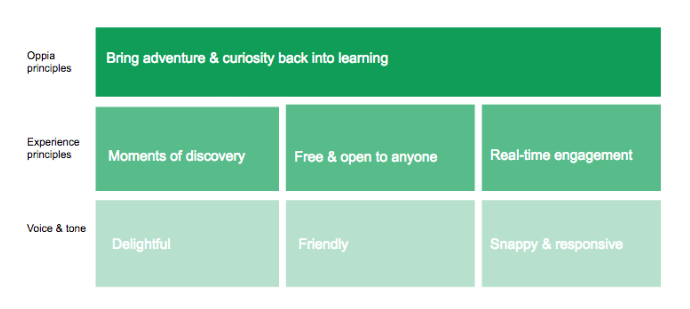 Oppia
principles
Bring adventure & curiosity back into learning
Experience
principles
Moments of discovery
Free & open to anyone
Real-time engagement
Voice & tone
Delightful
Friendly
Snappy & responsive